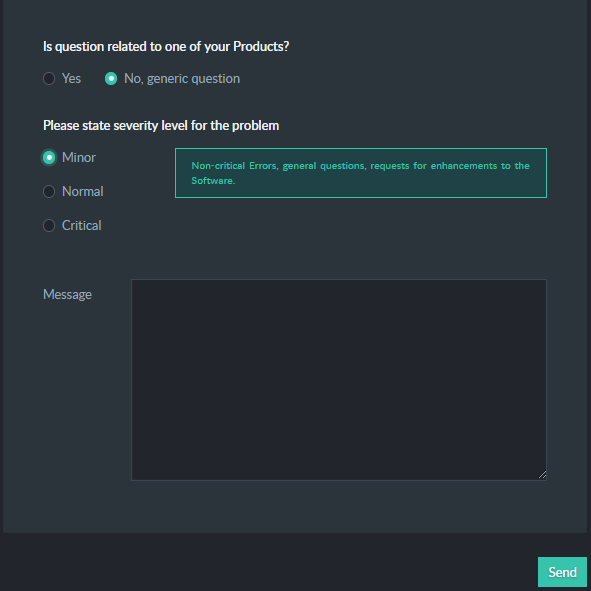 Is question related to one of your Products?
Yes
No, generic question
Please state severity level for the problem
Minor
Non-critical Errors, general questions, requests for enhancements to the
Software.
Normal
Critical
Message
Send